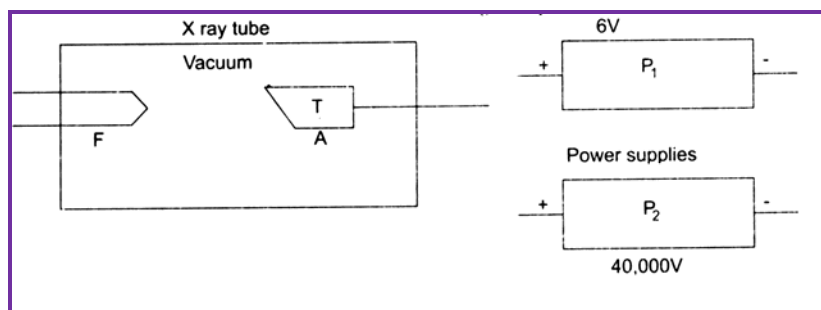 X ray tube
Vacuum
F
T
A
6V
+ P1 -
Power supplies
+ P2 -
40,000V